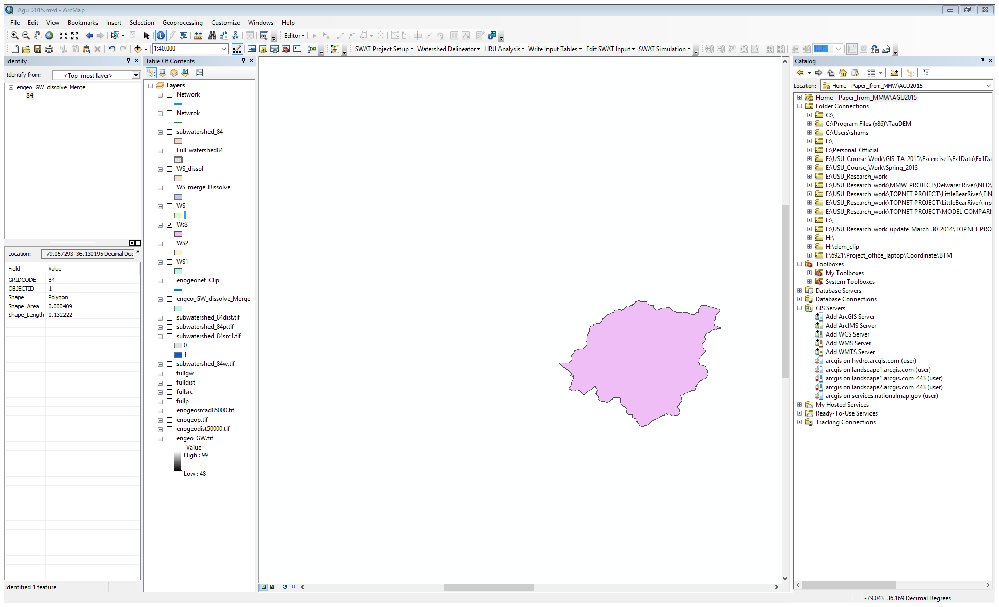 Agu_2015.mxd - ArcMap
File Edit View Bookmarks Insert Selection Geoprocessing Customize Windows Help
Editor
1:40,000
SWAT Project Setup Watershed Delineator HRU Analysis Write Input Tables Edit SWAT Input SWAT Simulation
100%
Identify
Identify from: <Top-most layer>
engeo_GW_dissolve_Merge
84
Location: -79.067293 36.130195 Decimal Deg
Field Value
GRIDCODE 84
OBJECTID 1
Shape Polygon
Shape_Area 0.000409
Shape_Length 0.132222
Identified 1 feature
Table Of Contents
Layers
Network
Netwrok
subwatershed_84
Full_watershed84
WS_dissol
WS_merge_Dissolve
WS
Ws3
WS2
WS1
enogeonet_Clip
engeo_GW_dissolve_Merge
subwatershed_84dist.tif
subwatershed_84p.tif
subwatershed_84src1.tif
0
1
subwatershed_84w.tif
fullgw
fulldist
fullsrc
fullp
enogeosrcad85000.tif
enogeop.tif
enogeodist50000.tif
engeo_GW.tif
Value
High : 99
Low : 48
Catalog
Location: Home - Paper_from_MMW\AGU2015
Home - Paper_from_MMW\AGU2015
Folder Connections
C:\
C:\Program Files (x86)\TauDEM
C:\Users\shams
E:\
E:\Personal_Official
E:\USU_Course_Work\GIS_TA_2015\Excercise1\Ex1Data\Ex1Da
E:\USU_Course_Work\Spring_2013
E:\USU_Research_work
E:\USU_Research_work\MMW_PROJECT\Delwarer River\NED\
E:\USU_Research_work\TOPNET PROJECT\LittleBearRiver\FIN
E:\USU_Research_work\TOPNET PROJECT\LittleBearRiver\Inp
E:\USU_Research_work\TOPNET PROJECT\MODEL COMPARIS
F:\
F:\USU_Research_work_update_March_30_2014\TOPNET PRO
H:\
H:\dem_clip
I:\6921\Project_office_laptop\Coordinate\BTM
Toolboxes
My Toolboxes
System Toolboxes
Database Servers
Database Connections
GIS Servers
Add ArcGIS Server
Add ArcIMS Server
Add WCS Server
Add WMS Server
Add WMTS Server
arcgis on hydro.arcgis.com (user)
arcgis on landscape1.arcgis.com (user)
arcgis on landscape1.arcgis.com_443 (user)
arcgis on landscape2.arcgis.com_443 (user)
arcgis on services.nationalmap.gov (user)
My Hosted Services
Ready-To-Use Services
Tracking Connections
-79.043 36.169 Decimal Degrees